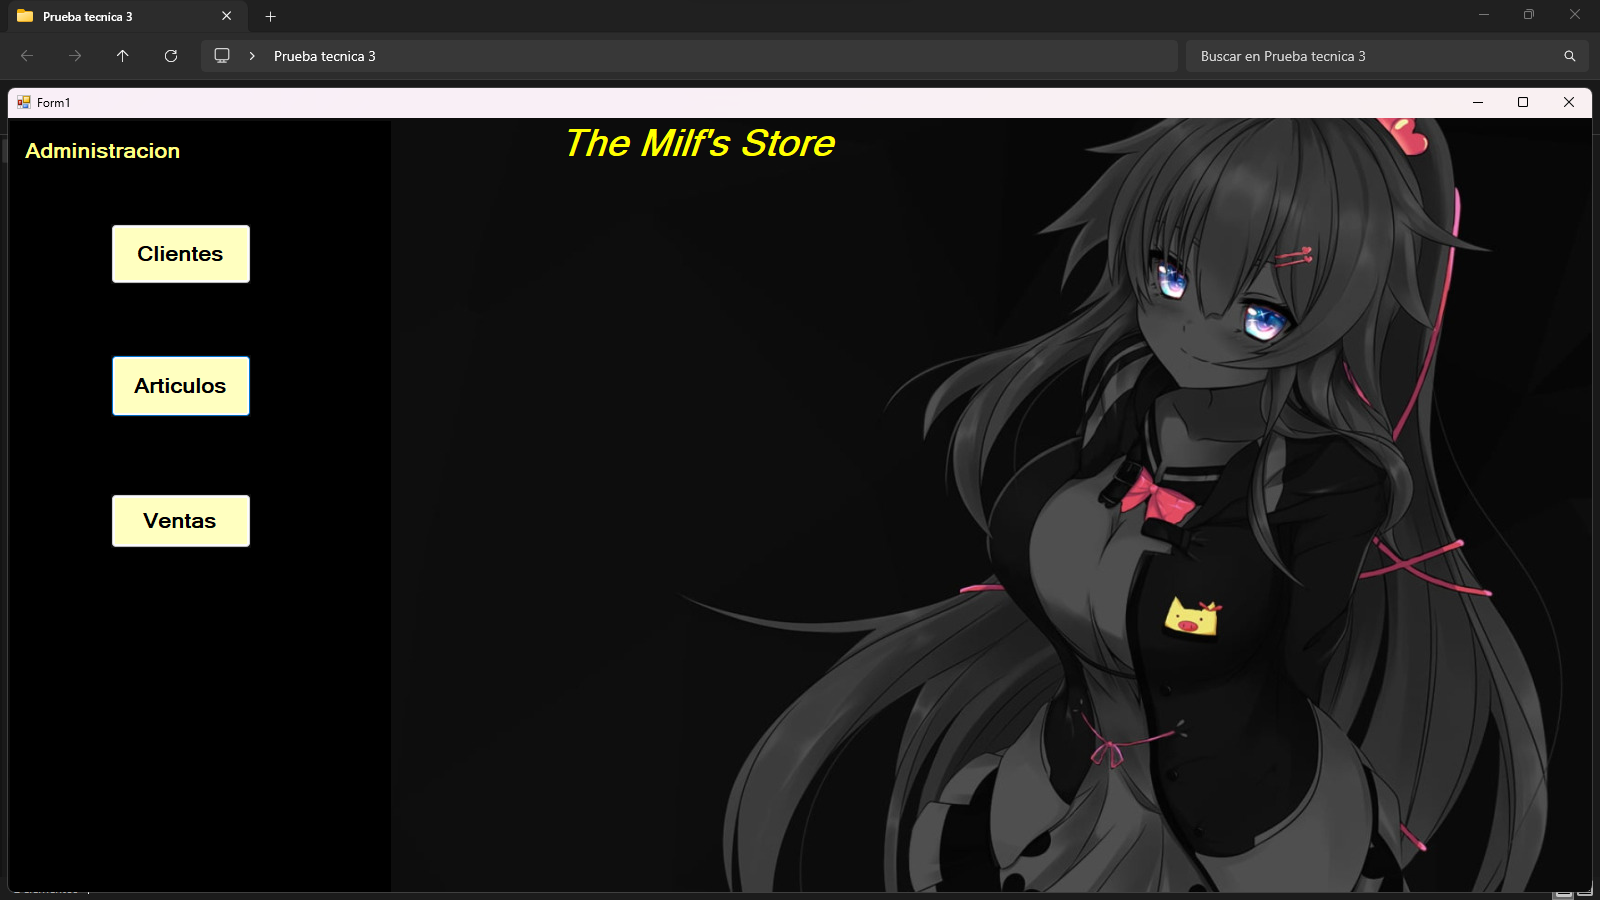 Prueba tecnica 3
Prueba tecnica 3
Buscar en Prueba tecnica 3
Form1
Administracion
The Milf's Store
Clientes
Articulos
Ventas